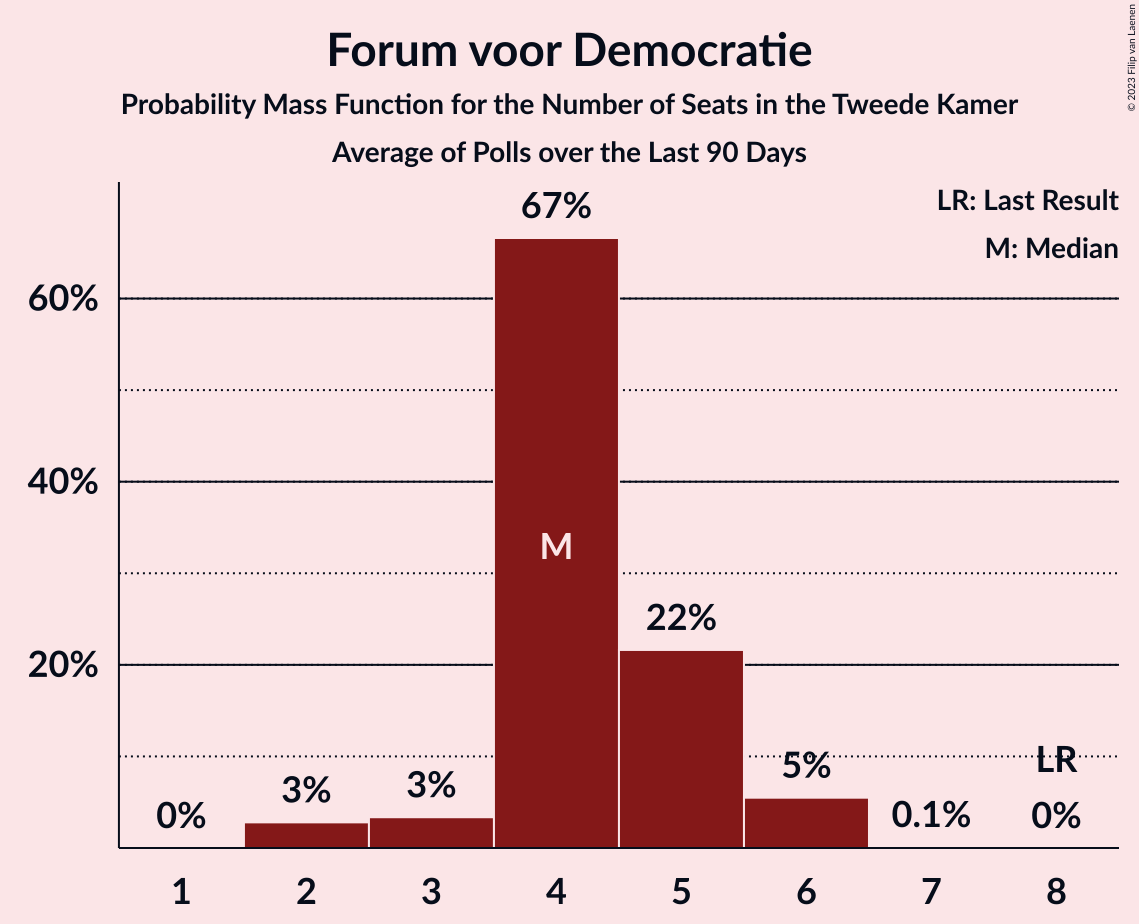 Forum voor Democratie
Probability Mass Function for the Number of Seats in the Tweede Kamer
Average of Polls over the Last 90 Days
© 2023 Filip van Laenen
LR: Last Result
M: Median
67%
60%
40%
M
22%
20%
LR
5%
3%
3%
0%
0.1%
0%
1 2 3 4 5 6 7 8